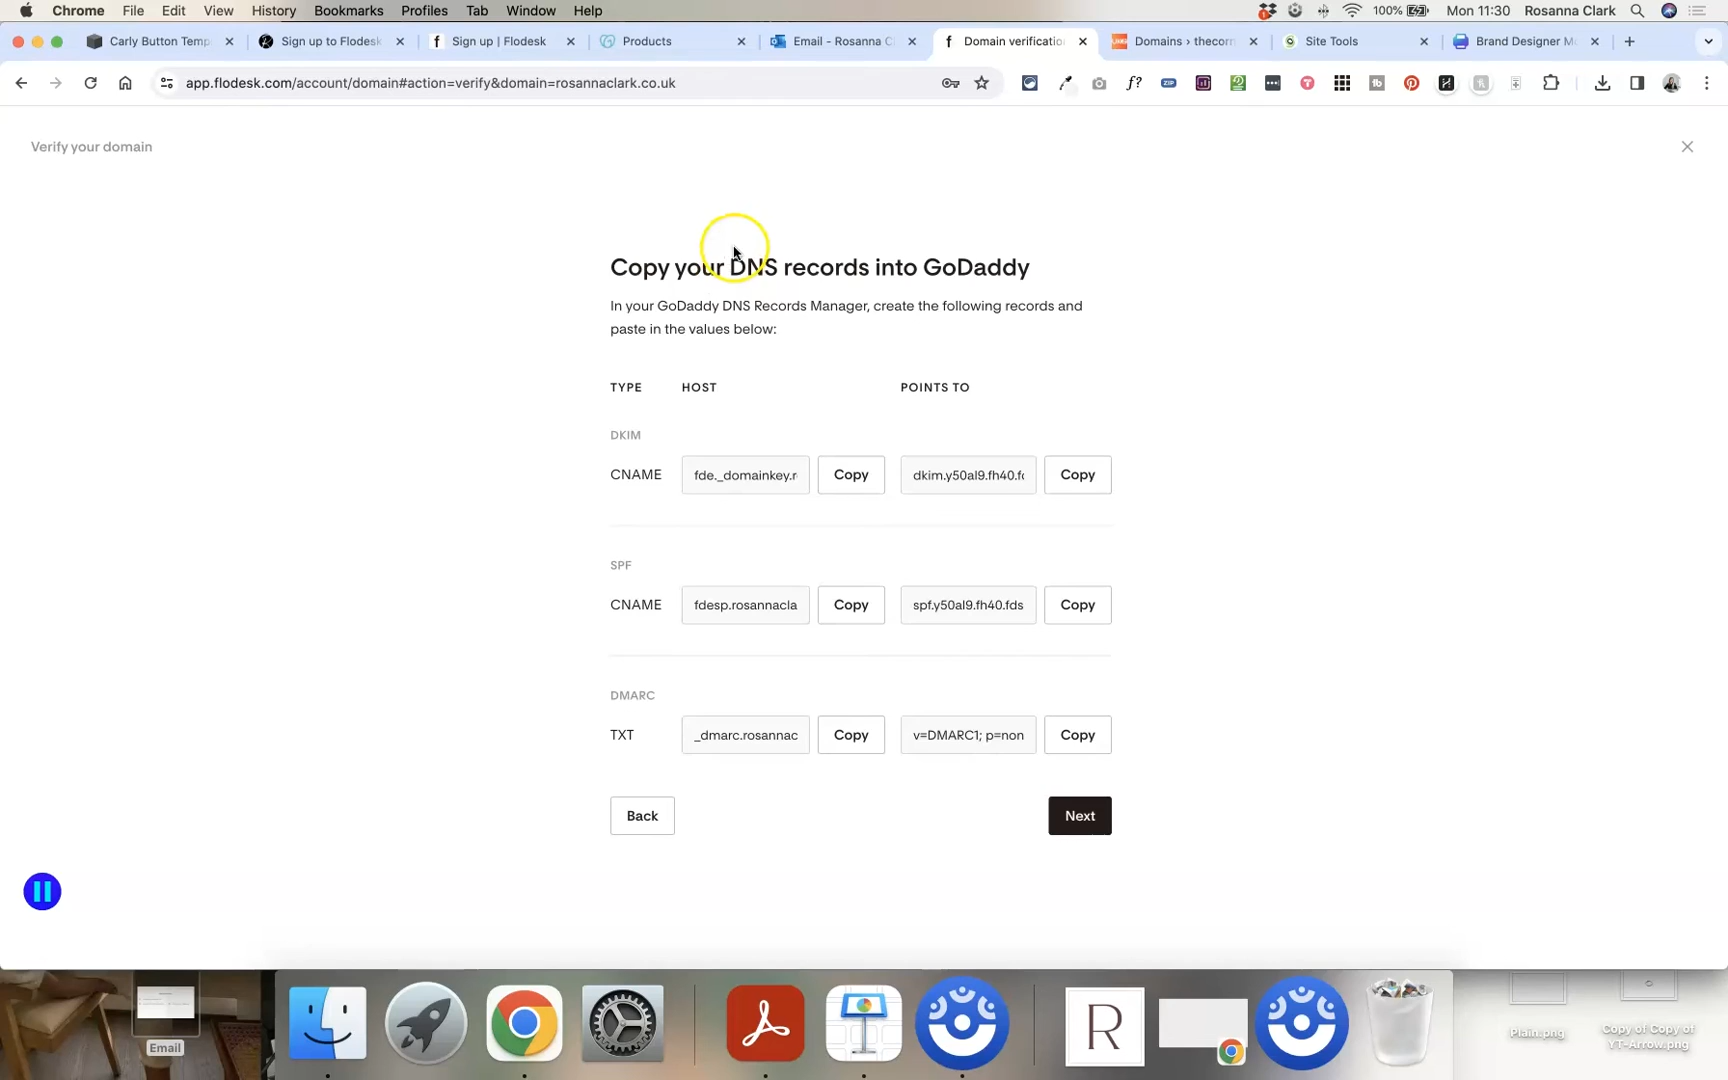 Chrome File Edit View History Bookmarks Profiles Tab Window Help
100% Mon 11:30 Rosanna Clark
Carly Button Temp
Sign up to Flodesk
Sign up | Flodesk
Products
Email - Rosanna C
Domain verificatio
Domains › thecorn
Site Tools
Brand Designer Mo
app.flodesk.com/account/domain#action=verify&domain=rosannaclark.co.uk
Verify your domain
Copy your DNS records into GoDaddy
In your GoDaddy DNS Records Manager, create the following records and
paste in the values below:
TYPE HOST POINTS TO
DKIM
CNAME fde._domainkey.r Copy dkim.y50al9.fh40.f Copy
SPF
CNAME fdesp.rosannacla Copy spf.y50al9.fh40.fds Copy
DMARC
TXT _dmarc.rosannac Copy v=DMARC1; p=non Copy
Back Next
Email
R
Plain.png
Copy of Copy of
YT-Arrow.png